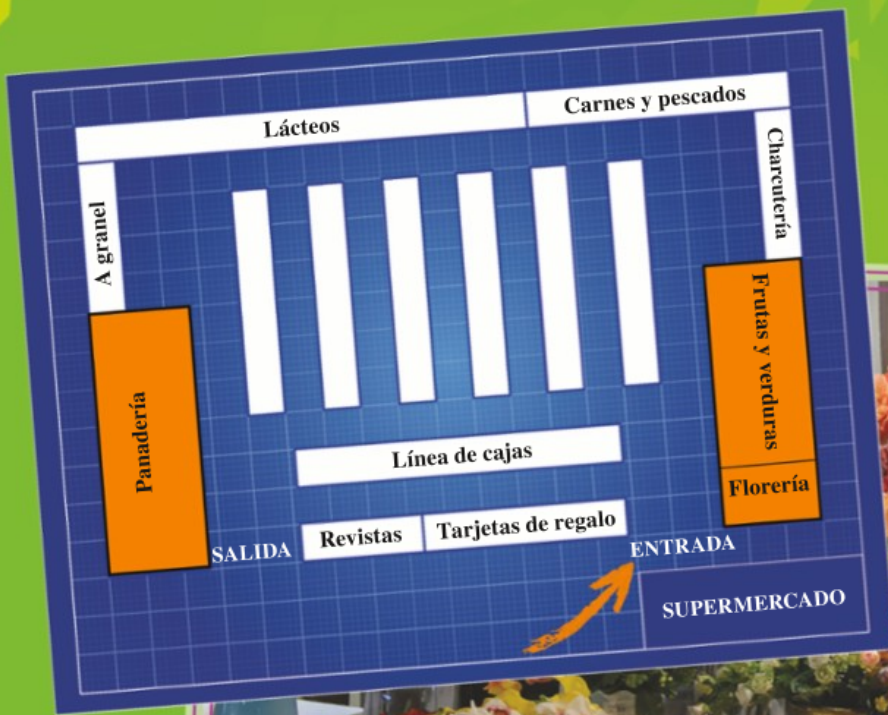 Lácteos
Carnes y pescados
A granel
Charcutería
Panadería
Frutas y verduras
Florería
Línea de cajas
Revistas
Tarjetas de regalo
SALIDA
ENTRADA
SUPERMERCADO